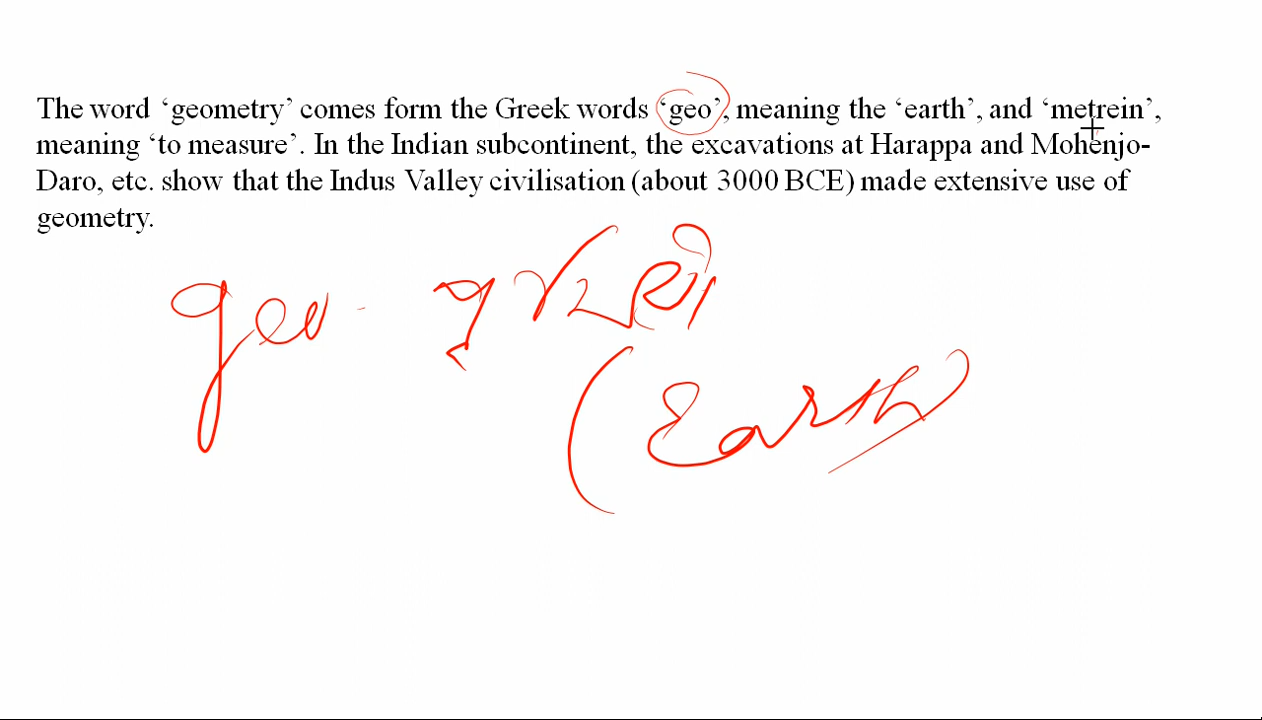 The word ‘geometry’ comes form the Greek words ‘geo’, meaning the ‘earth’, and ‘metrein’,
meaning ‘to measure’. In the Indian subcontinent, the excavations at Harappa and Mohenjo-
Daro, etc. show that the Indus Valley civilisation (about 3000 BCE) made extensive use of
geometry.
geo -
(Earth)